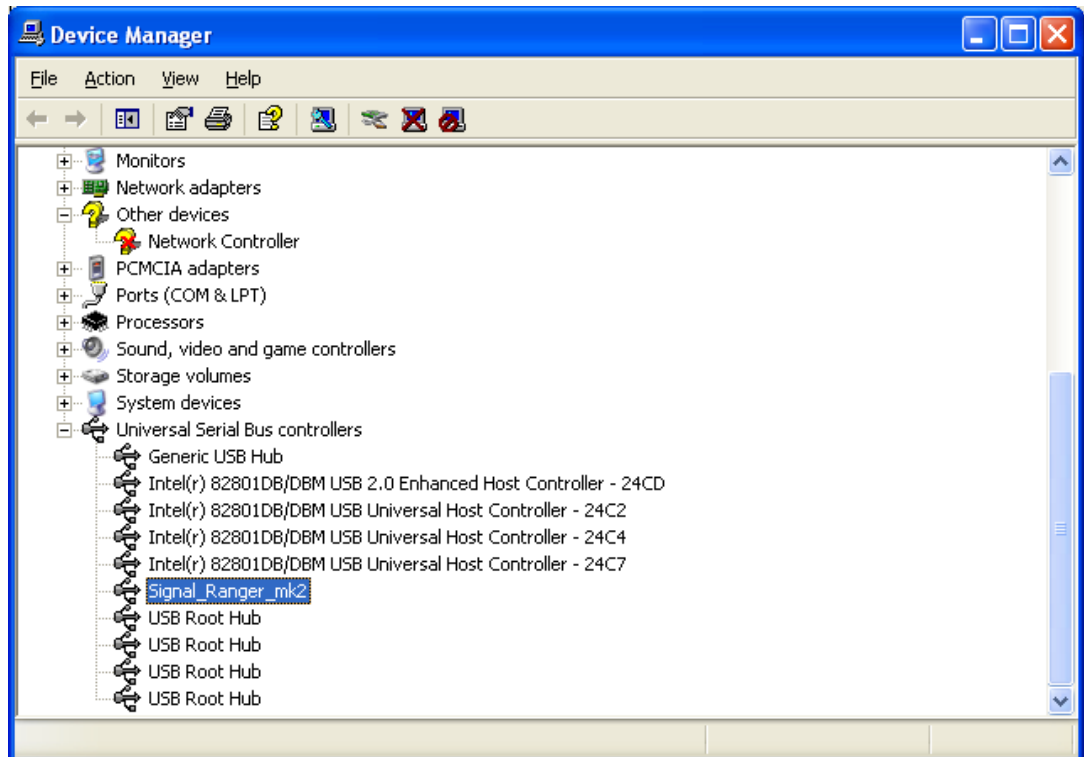 Device Manager
File Action View Help
Monitors
Network adapters
Other devices
Network Controller
PCMCIA adapters
Ports (COM & LPT)
Processors
Sound, video and game controllers
Storage volumes
System devices
Universal Serial Bus controllers
Generic USB Hub
Intel(r) 82801DB/DBM USB 2.0 Enhanced Host Controller - 24CD
Intel(r) 82801DB/DBM USB Universal Host Controller - 24C2
Intel(r) 82801DB/DBM USB Universal Host Controller - 24C4
Intel(r) 82801DB/DBM USB Universal Host Controller - 24C7
Signal_Ranger_mk2
USB Root Hub
USB Root Hub
USB Root Hub
USB Root Hub